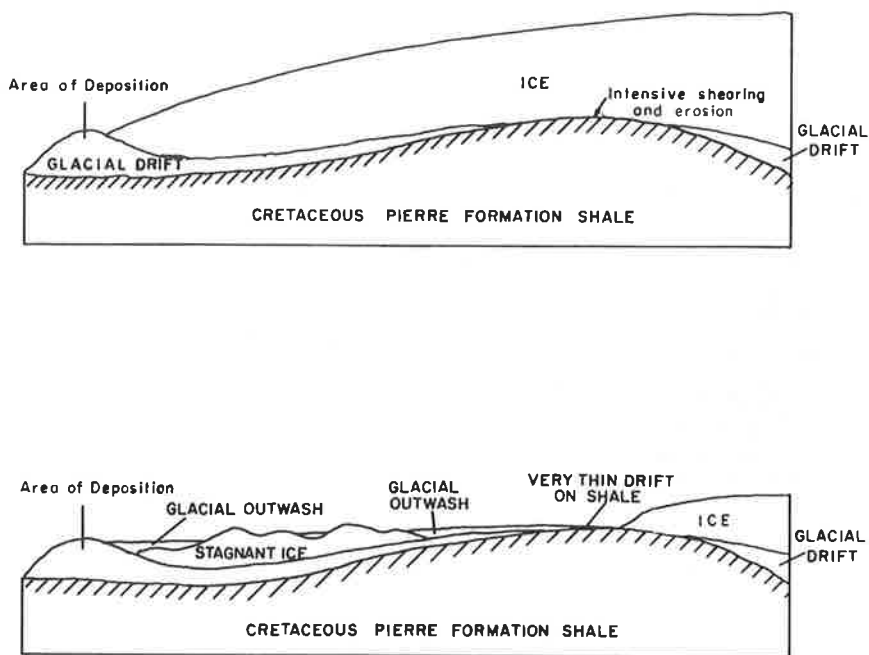 Area of Deposition
ICE
Intensive shearing
and erosion
GLACIAL
DRIFT
GLACIAL DRIFT
CRETACEOUS PIERRE FORMATION SHALE
Area of Deposition
GLACIAL OUTWASH
GLACIAL
OUTWASH
VERY THIN DRIFT
ON SHALE
ICE
GLACIAL
DRIFT
STAGNANT ICE
CRETACEOUS PIERRE FORMATION SHALE